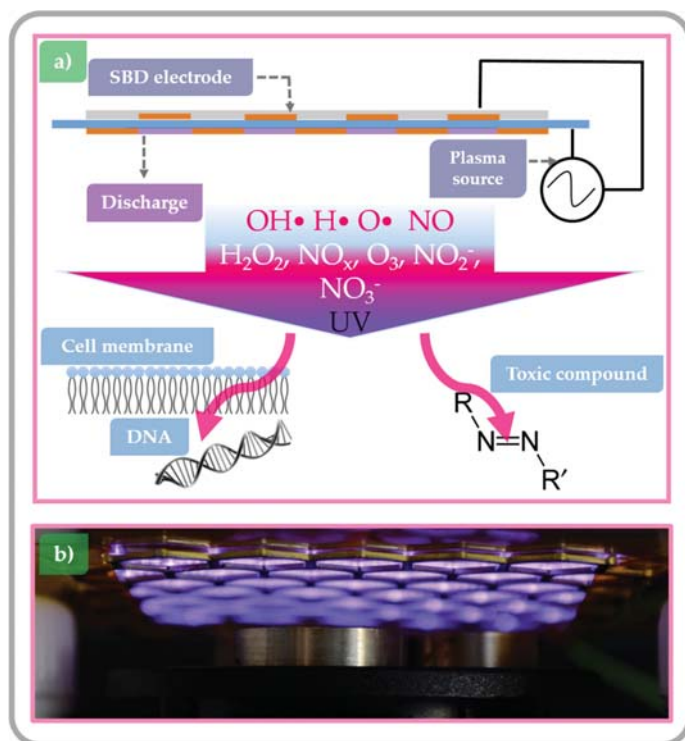 a)
SBD electrode
Plasma
source
Discharge
OH• H• O• NO
H₂O₂, NOₓ, O₃, NO₂⁻,
NO₃⁻
UV
Cell membrane
Toxic compound
DNA
R
N=N
R′
b)